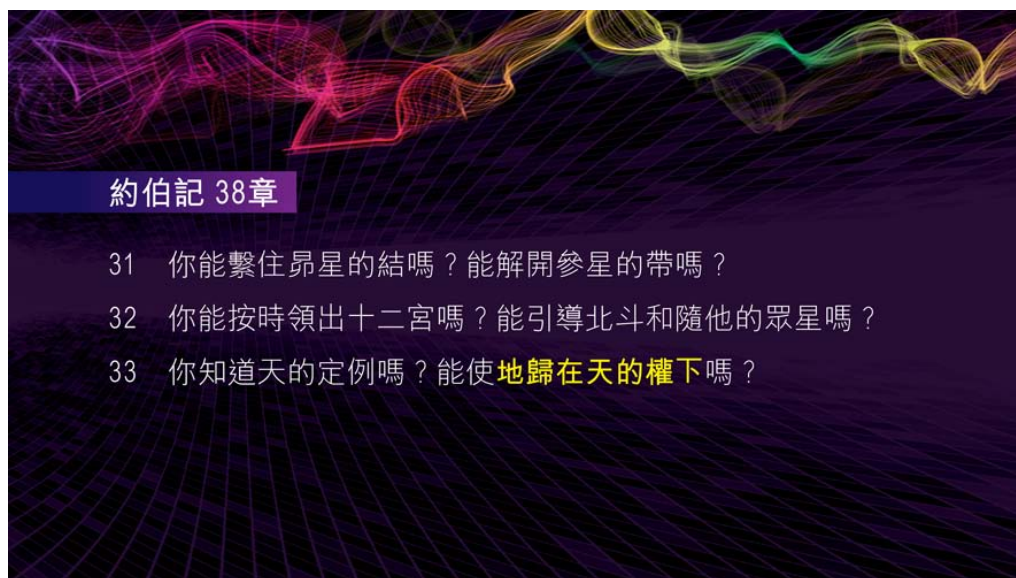 約伯記 38章
31 你能繫住昴星的結嗎？能解開參星的帶嗎？
32 你能按時領出十二宮嗎？能引導北斗和隨他的眾星嗎？
33 你知道天的定例嗎？能使地歸在天的權下嗎？